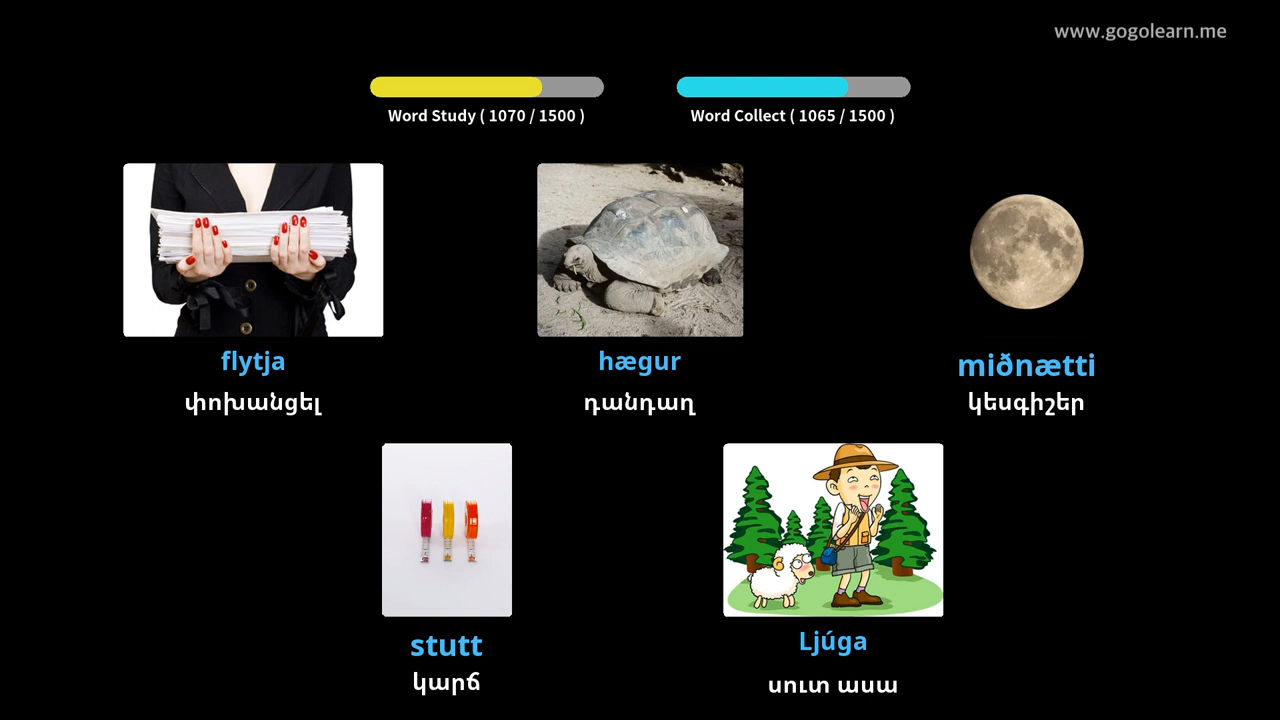 www.gogolearn.me
Word Study ( 1070 / 1500 )
Word Collect ( 1065 / 1500 )
flytja
փոխանցել
hægur
դանդաղ
miðnætti
կեսգիշեր
stutt
կարճ
Ljúga
սուտ ասա